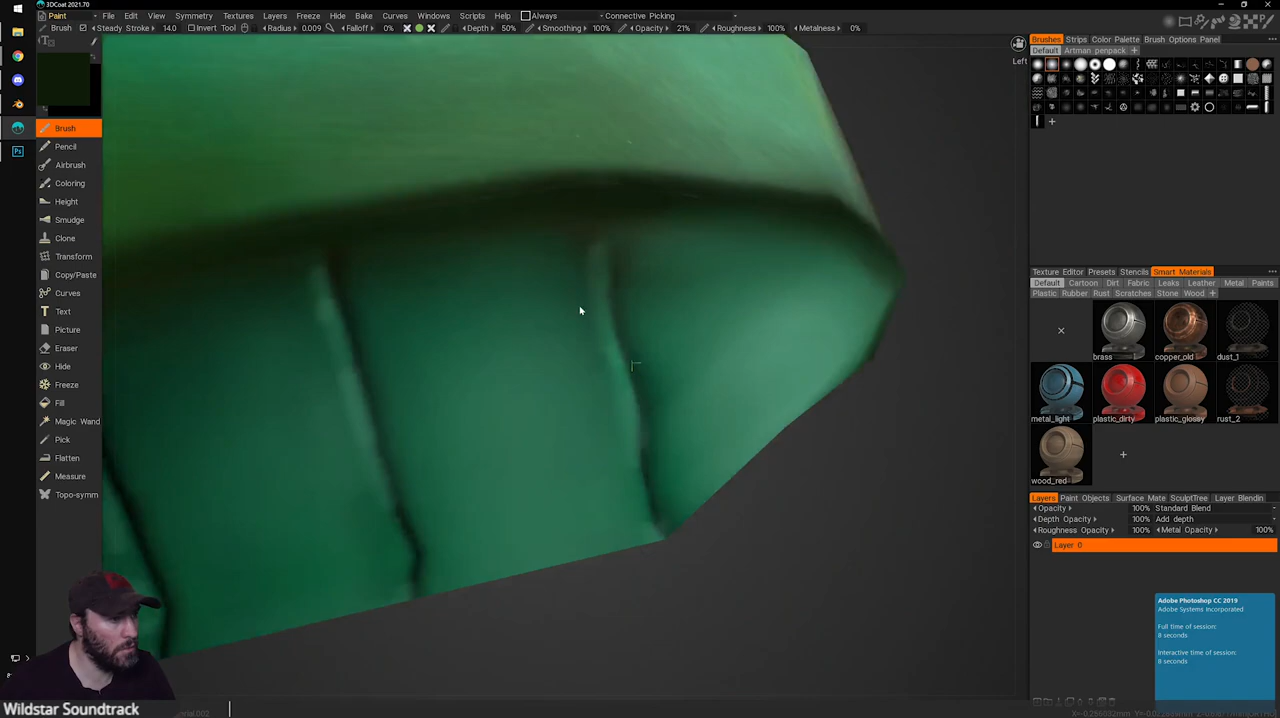 3DCoat 2021.70
Paint File Edit View Symmetry Textures Layers Freeze Hide Bake Curves Windows Scripts Help Always Connective Picking
Brush Steady Stroke 14.0 Invert Tool Radius 0.009 Falloff 0% Depth 50% Smoothing 100% Opacity 21% Roughness 100% Metalness 0%
Brushes Strips Color Palette Brush Options Panel
Default Artman penpack
Left
Brush
Pencil
Airbrush
Coloring
Height
Smudge
Clone
Transform
Copy/Paste
Curves
Text
Picture
Eraser
Hide
Freeze
Fill
Magic Wand
Pick
Flatten
Measure
Topo-symm
Texture Editor Presets Stencils Smart Materials
Default Cartoon Dirt Fabric Leaks Leather Metal Paints
Plastic Rubber Rust Scratches Stone Wood
brass copper_old dust_1
metal_light plastic_dirty plastic_glossy rust_2
wood_red
Layers Paint Objects Surface Mate SculptTree Layer Blendin
Opacity 100% Standard Blend
Depth Opacity 100% Add depth
Roughness Opacity 100% Metal Opacity 100%
Layer 0
Adobe Photoshop CC 2019
Adobe Systems Incorporated
Full time of session:
8 seconds
Interactive time of session:
8 seconds
Wildstar Soundtrack